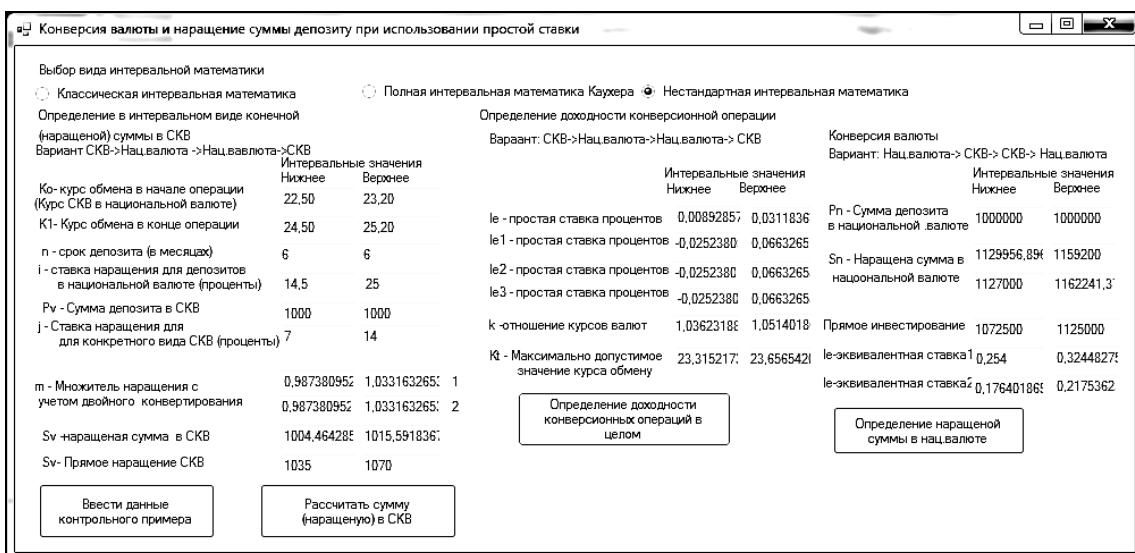 Конверсия валюты и наращение суммы депозиту при использовании простой ставки
Выбор вида интервальной математики
Классическая интервальная математика
Полная интервальная математика Каухера
Нестандартная интервальная математика
Определение в интервальном виде конечной
(наращеной) суммы в СКВ
Вариант СКВ->Нац.валюта ->Нац.вавлюта->СКВ
Интервальные значения
Нижнее Верхнее
Ко- курс обмена в начале операции
(Курс СКВ в национальной валюте)
22,50 23,20
К1- Курс обмена в конце операции
24,50 25,20
n - срок депозита (в месяцах)
6 6
i - ставка наращения для депозитов
в национальной валюте (проценты)
14,5 25
Pv - Сумма депозита в СКВ
1000 1000
j - Ставка наращения для
для конкретного вида СКВ (проценты)
7 14
m - Множитель наращения с
учетом двойного конвертирования
0,987380952 1,033163265 1
0,987380952 1,033163265 2
Sv -наращеная сумма в СКВ
1004,464285 1015,591836
Sv- Прямое наращение СКВ
1035 1070
Ввести данные
контрольного примера
Рассчитать сумму
(наращеную) в СКВ
Определение доходности конверсионной операции
Вараант: СКВ->Нац.валюта->Нац.валюта-> СКВ
Интервальные значения
Нижнее Верхнее
Ie - простая ставка процентов 0,00892857 0,0311836
Ie1 - простая ставка процентов -0,0252380 0,0663265
Ie2 - простая ставка процентов -0,0252380 0,0663265
Ie3 - простая ставка процентов -0,0252380 0,0663265
k -отношение курсов валют 1,03623188 1,0514018
Kt - Максимально допустимое
значение курса обмену
23,315217 23,656542
Определение доходности
конверсионных операций в
целом
Конверсия валюты
Вариант: Нац.валюта-> СКВ-> СКВ-> Нац.валюта
Интервальные значения
Нижнее Верхнее
Pn - Сумма депозита
в национальной .валюте
1000000 1000000
Sn - Наращена сумма в
нацоональной валюте
1129956,896 1159200
1127000 1162241,3
Прямое инвестирование 1072500 1125000
Ie-эквивалентная ставка1 0,254 0,3244827
Ie-эквивалентная ставка2 0,17640186 0,2175362
Определение наращеной
суммы в нац.валюте